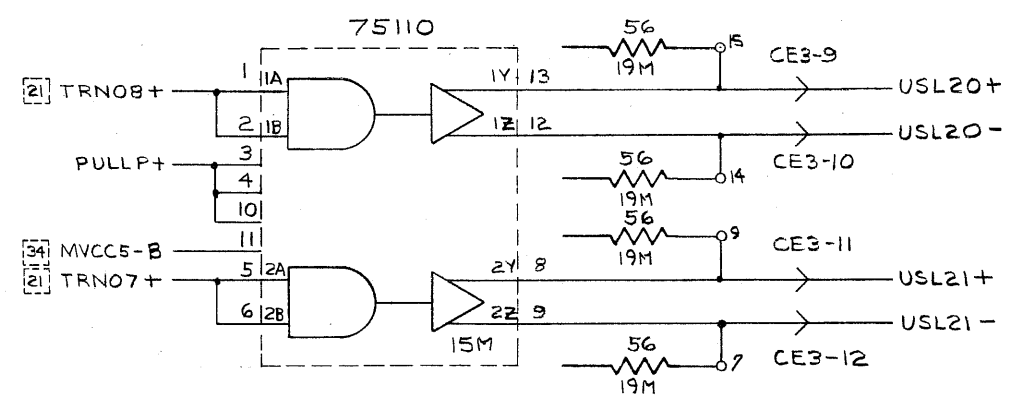 75110
56
19M
15
CE3-9
21 TRN08+
1
1A
1Y
13
USL20+
2
1B
1Z
12
USL20-
PULLP+
3
4
10
56
19M
14
CE3-10
34 MVCC5-B
11
56
19M
9
CE3-11
21 TRN07+
5
2A
2Y
8
USL21+
6
2B
2Z
9
USL21-
15M
56
19M
7
CE3-12